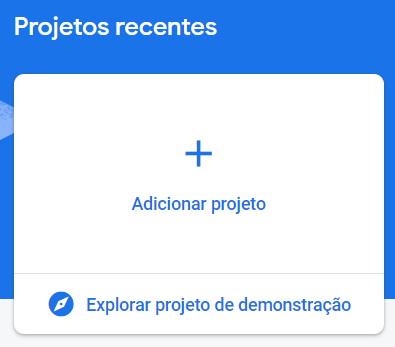 Projetos recentes
Adicionar projeto
Explorar projeto de demonstração